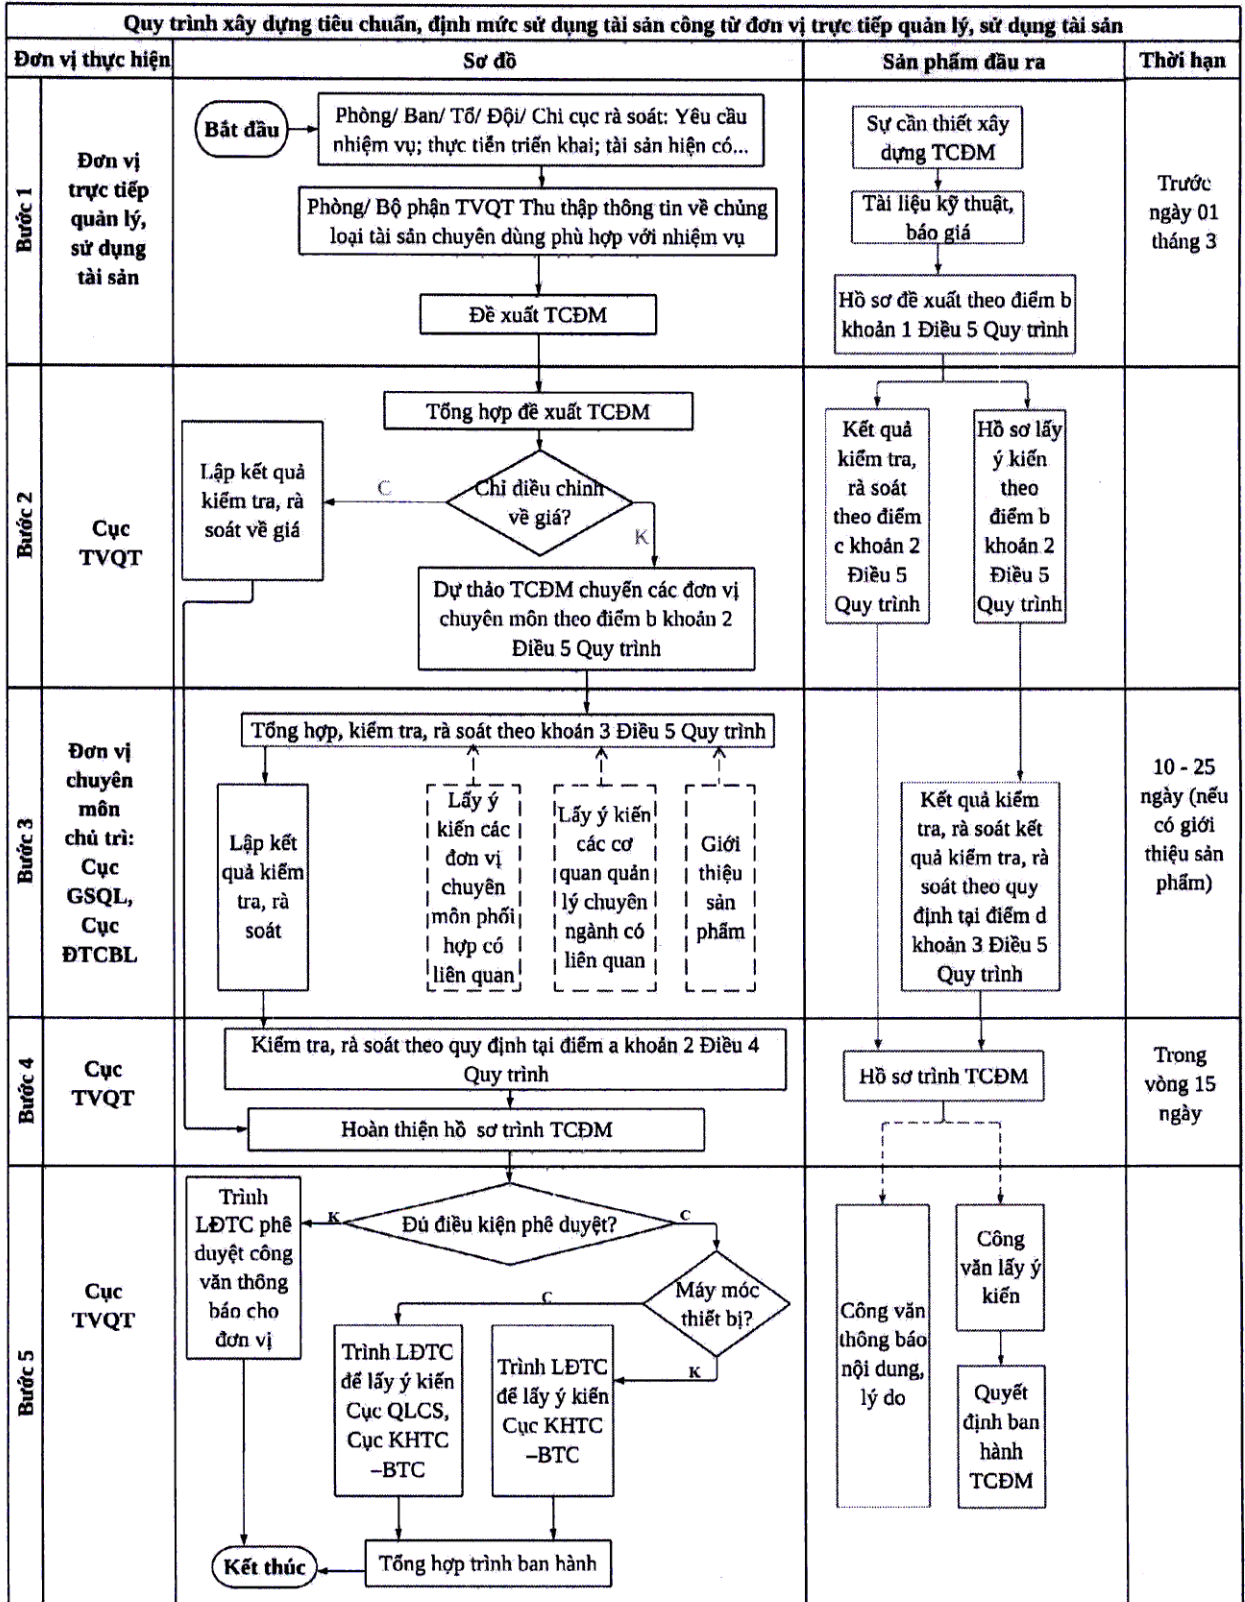 Quy trình xây dựng tiêu chuẩn, định mức sử dụng tài sản công từ đơn vị trực tiếp quản lý, sử dụng tài sản
Đơn vị thực hiện
Sơ đồ
Sản phẩm đầu ra
Thời hạn
Bước 1
Đơn vị
trực tiếp
quản lý,
sử dụng
tài sản
Bắt đầu
Phòng/ Ban/ Tổ/ Đội/ Chi cục rà soát: Yêu cầu
nhiệm vụ; thực tiễn triển khai; tài sản hiện có...
Phòng/ Bộ phận TVQT Thu thập thông tin về chủng
loại tài sản chuyên dùng phù hợp với nhiệm vụ
Đề xuất TCĐM
Sự cần thiết xây
dựng TCĐM
Tài liệu kỹ thuật,
báo giá
Hồ sơ đề xuất theo điểm b
khoản 1 Điều 5 Quy trình
Trước
ngày 01
tháng 3
Bước 2
Cục
TVQT
Tổng hợp đề xuất TCĐM
Chỉ điều chỉnh
về giá?
C
K
Lập kết quả
kiểm tra, rà
soát về giá
Dự thảo TCĐM chuyển các đơn vị
chuyên môn theo điểm b khoản 2
Điều 5 Quy trình
Kết quả
kiểm tra,
rà soát
theo điểm
c khoản 2
Điều 5
Quy trình
Hồ sơ lấy
ý kiến
theo
điểm b
khoản 2
Điều 5
Quy trình
Bước 3
Đơn vị
chuyên
môn
chủ trì:
Cục
GSQL,
Cục
ĐTCBL
Tổng hợp, kiểm tra, rà soát theo khoản 3 Điều 5 Quy trình
Lập kết
quả kiểm
tra, rà
soát
Lấy ý
kiến các
đơn vị
chuyên
môn phối
hợp có
liên quan
Lấy ý kiến
các cơ
quan quản
lý chuyên
ngành có
liên quan
Giới
thiệu
sản
phẩm
Kết quả kiểm
tra, rà soát kết
quả kiểm tra, rà
soát theo quy
định tại điểm d
khoản 3 Điều 5
Quy trình
10 - 25
ngày (nếu
có giới
thiệu sản
phẩm)
Bước 4
Cục
TVQT
Kiểm tra, rà soát theo quy định tại điểm a khoản 2 Điều 4
Quy trình
Hoàn thiện hồ sơ trình TCĐM
Hồ sơ trình TCĐM
Trong
vòng 15
ngày
Bước 5
Cục
TVQT
Đủ điều kiện phê duyệt?
K
C
Trình
LĐTC phê
duyệt công
văn thông
báo cho
đơn vị
Máy móc
thiết bị?
C
K
Trình LĐTC
để lấy ý kiến
Cục QLCS,
Cục KHTC
–BTC
Trình LĐTC
để lấy ý kiến
Cục KHTC
–BTC
Tổng hợp trình ban hành
Kết thúc
Công văn
thông báo
nội dung,
lý do
Công
văn lấy ý
kiến
Quyết
định ban
hành
TCĐM